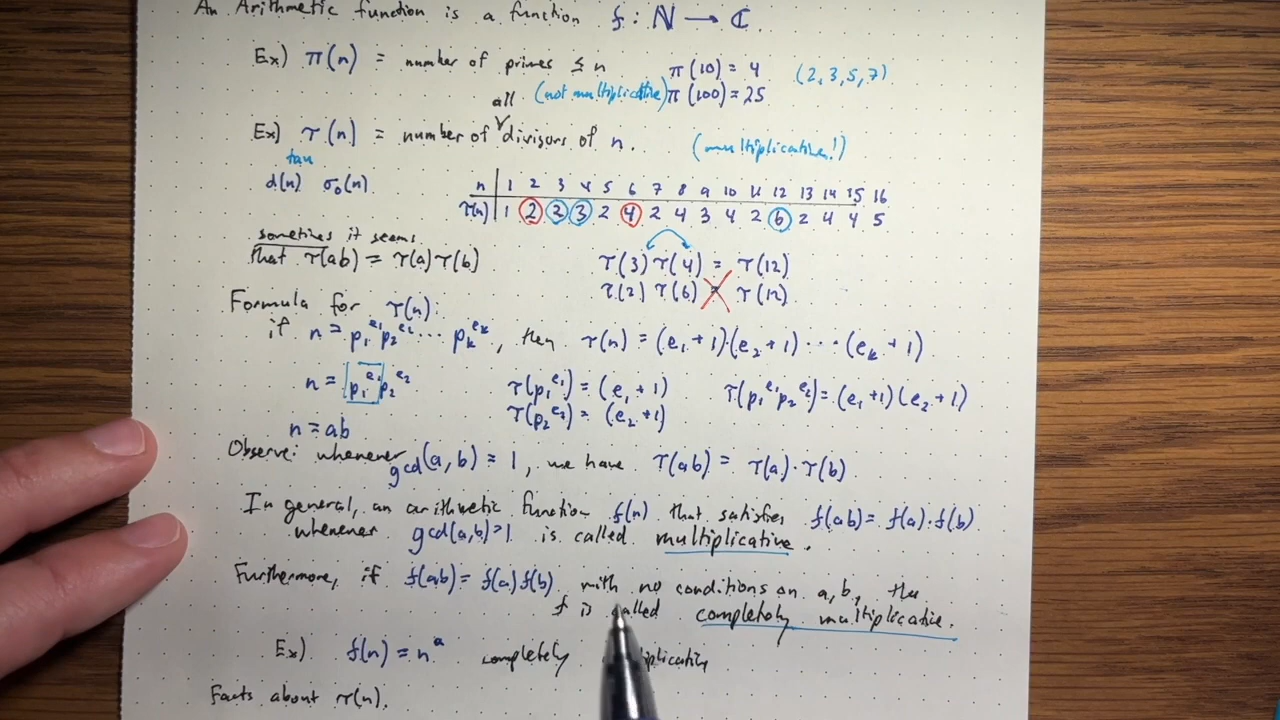 An Arithmetic function is a function f : ℕ → ℂ.
Ex) π(n) = number of primes ≤ n π(10) = 4 (2,3,5,7)
(not multiplicative) π(100) = 25
all
Ex) τ(n) = number of divisors of n. (multiplicative!)
tau
d(n) σ₀(n)
n 1 2 3 4 5 6 7 8 9 10 11 12 13 14 15 16
τ(n) 1 2 2 3 2 4 2 4 3 4 2 6 2 4 4 5
sometimes it seems
that τ(ab) = τ(a)τ(b)
τ(3) τ(4) = τ(12)
τ(2) τ(6) = τ(12)
Formula for τ(n):
if n = p₁^e₁ p₂^e₂ ... pₖ^eₖ, then τ(n) = (e₁+1)·(e₂+1) ... (eₖ+1)
n = p₁^e₁ p₂^e₂ τ(p₁^e₁) = (e₁+1) τ(p₁^e₁ p₂^e₂) = (e₁+1)(e₂+1)
τ(p₂^e₂) = (e₂+1)
n = ab
Observe: whenever gcd(a,b) = 1, we have τ(ab) = τ(a)·τ(b)
In general, an arithmetic function f(n) that satisfies f(ab) = f(a)·f(b)
whenever gcd(a,b)=1 is called multiplicative.
Furthermore, if f(ab) = f(a)f(b) with no conditions on a,b, then
f is called completely multiplicative.
Ex) f(n) = nᵃ completely
Facts about τ(n).